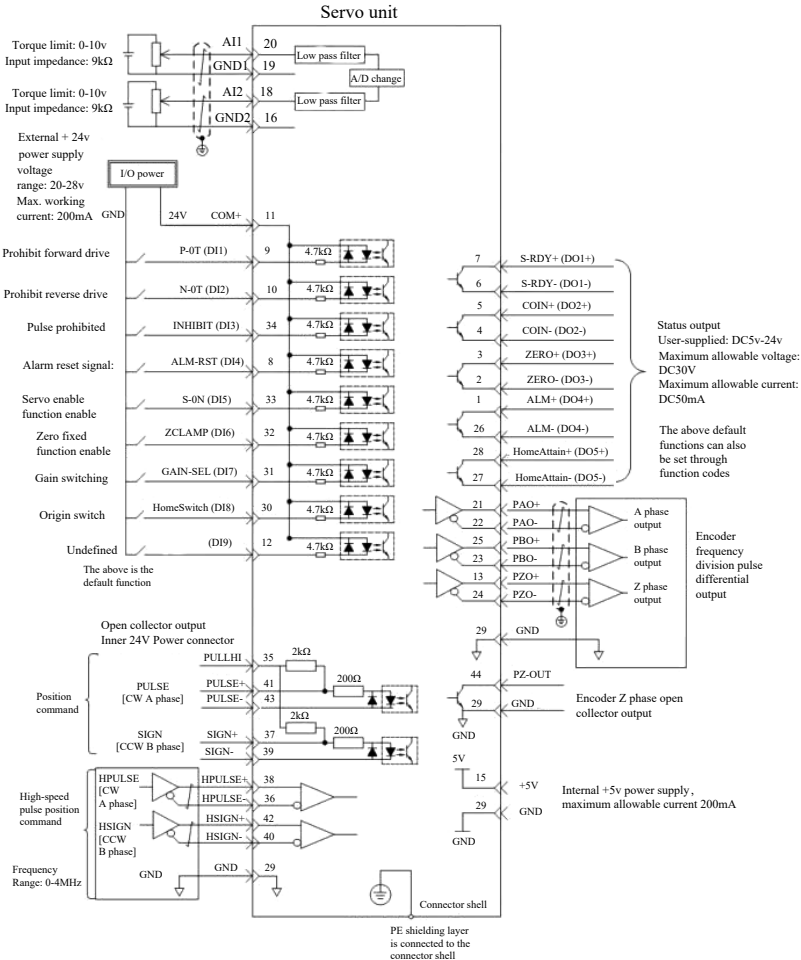 Servo unit
Torque limit: 0-10v
Input impedance: 9kΩ
AI1
20
GND1
19
Low pass filter
A/D change
Torque limit: 0-10v
Input impedance: 9kΩ
AI2
18
GND2
16
Low pass filter
External + 24v
power supply
voltage
range: 20-28v
Max. working
current: 200mA
I/O power
GND
24V
COM+
11
Prohibit forward drive
P-0T (DI1)
9
4.7kΩ
Prohibit reverse drive
N-0T (DI2)
10
4.7kΩ
Pulse prohibited
INHIBIT (DI3)
34
4.7kΩ
Alarm reset signal:
ALM-RST (DI4)
8
4.7kΩ
Servo enable
function enable
S-0N (DI5)
33
4.7kΩ
Zero fixed
function enable
ZCLAMP (DI6)
32
4.7kΩ
Gain switching
GAIN-SEL (DI7)
31
4.7kΩ
Origin switch
HomeSwitch (DI8)
30
4.7kΩ
Undefined
(DI9)
12
4.7kΩ
The above is the
default function
7
S-RDY+ (DO1+)
6
S-RDY- (DO1-)
5
COIN+ (DO2+)
4
COIN- (DO2-)
3
ZERO+ (DO3+)
2
ZERO- (DO3-)
1
ALM+ (DO4+)
26
ALM- (DO4-)
28
HomeAttain+ (DO5+)
27
HomeAttain- (DO5-)
Status output
User-supplied: DC5v-24v
Maximum allowable voltage:
DC30V
Maximum allowable current:
DC50mA
The above default
functions can also
be set through
function codes
21
PAO+
22
PAO-
25
PBO+
23
PBO-
13
PZO+
24
PZO-
A phase
output
B phase
output
Z phase
output
Encoder
frequency
division pulse
differential
output
29
GND
Open collector output
Inner 24V Power connector
Position
command
PULLHI
35
2kΩ
PULSE
[CW A phase]
PULSE+
41
200Ω
PULSE-
43
2kΩ
SIGN
[CCW B phase]
SIGN+
37
200Ω
SIGN-
39
44
PZ-OUT
29
GND
GND
Encoder Z phase open
collector output
High-speed
pulse position
command
Frequency
Range: 0-4MHz
HPULSE
[CW
A phase]
HPULSE+
38
HPULSE-
36
HSIGN
[CCW
B phase]
HSIGN+
42
HSIGN-
40
GND
GND
29
5V
15
+5V
29
GND
GND
Internal +5v power supply,
maximum allowable current 200mA
Connector shell
PE shielding layer
is connected to the
connector shell